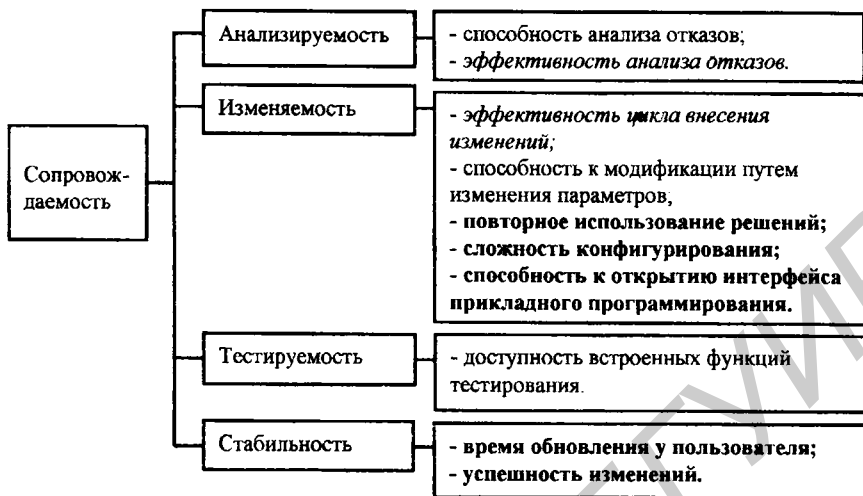 Анализируемость
- способность анализа отказов;
- эффективность анализа отказов.
Изменяемость
- эффективность цикла внесения
изменений;
- способность к модификации путем
изменения параметров;
- повторное использование решений;
- сложность конфигурирования;
- способность к открытию интерфейса
прикладного программирования.
Сопровож-
даемость
Тестируемость
- доступность встроенных функций
тестирования.
Стабильность
- время обновления у пользователя;
- успешность изменений.